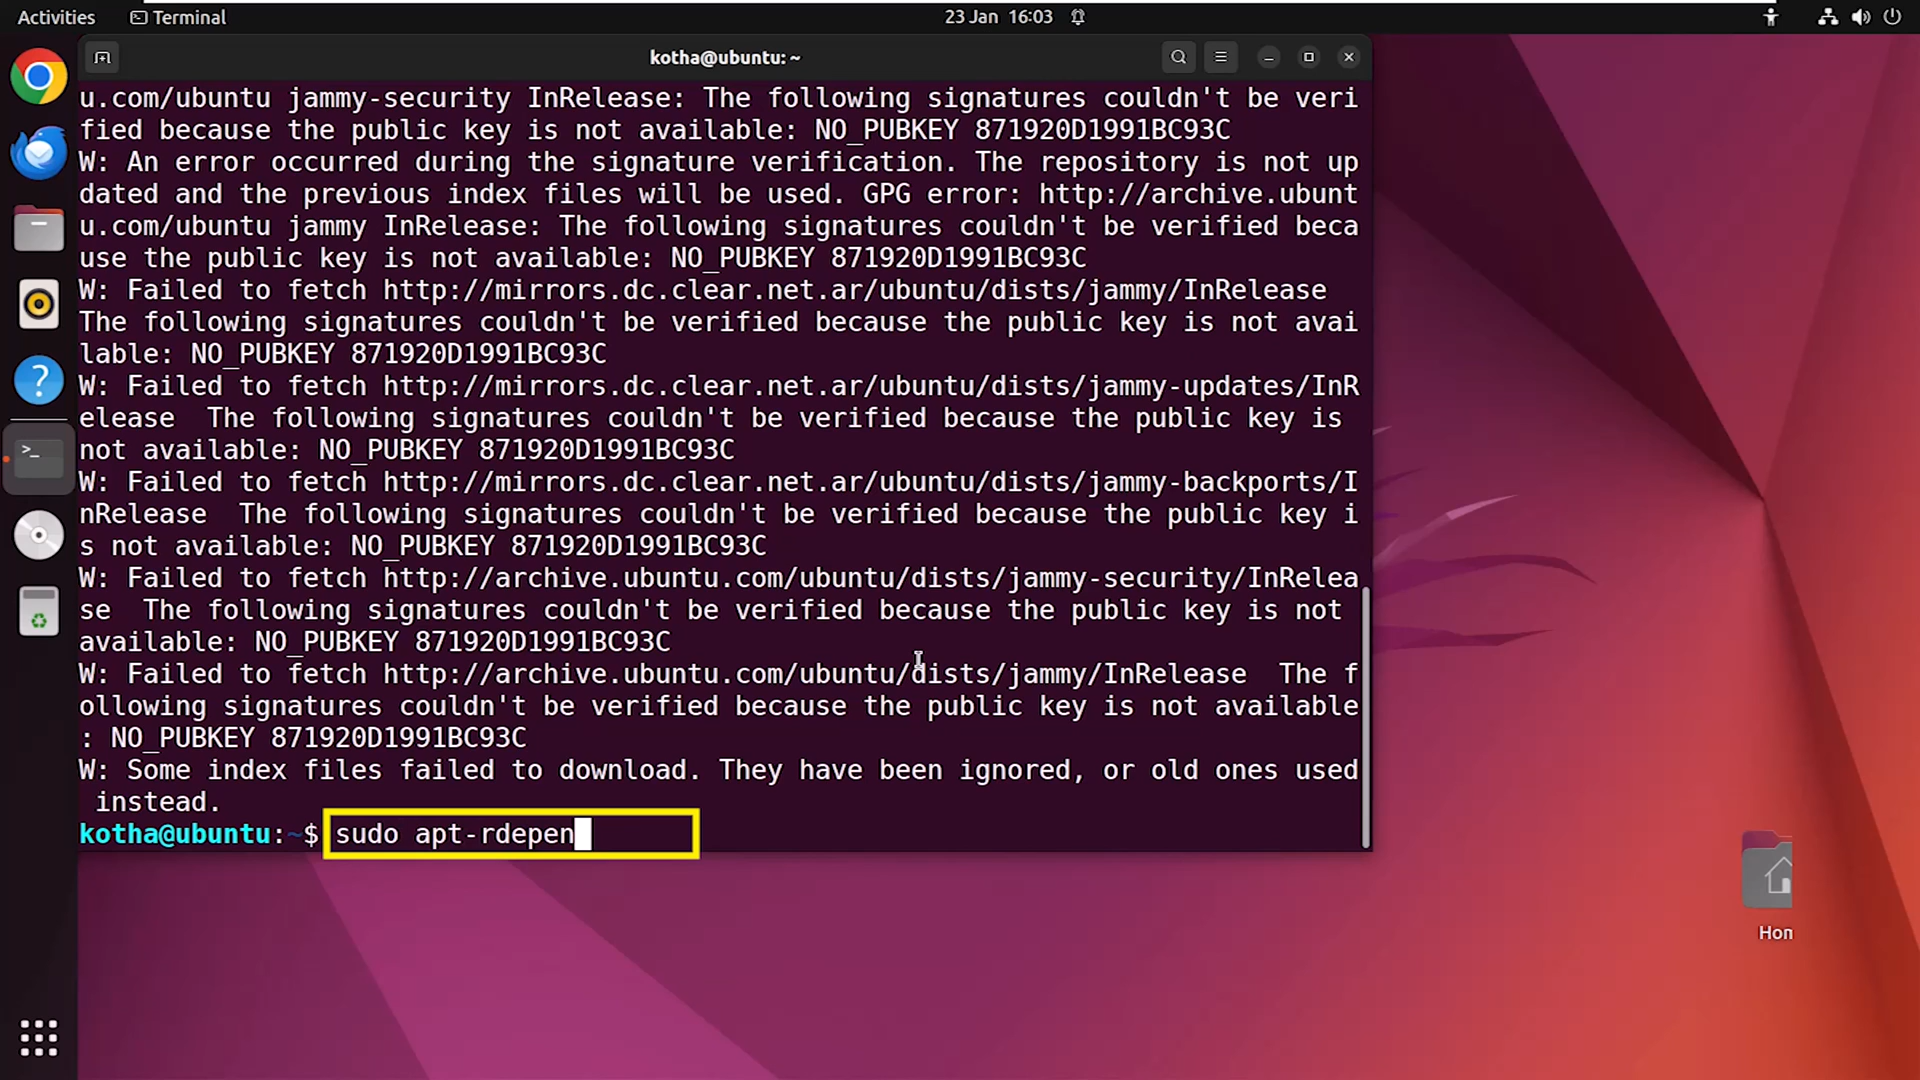 Activities
Terminal
23 Jan 16:03
kotha@ubuntu: ~
u.com/ubuntu jammy-security InRelease: The following signatures couldn't be veri
fied because the public key is not available: NO_PUBKEY 871920D1991BC93C
W: An error occurred during the signature verification. The repository is not up
dated and the previous index files will be used. GPG error: http://archive.ubunt
u.com/ubuntu jammy InRelease: The following signatures couldn't be verified beca
use the public key is not available: NO_PUBKEY 871920D1991BC93C
W: Failed to fetch http://mirrors.dc.clear.net.ar/ubuntu/dists/jammy/InRelease
The following signatures couldn't be verified because the public key is not avai
lable: NO_PUBKEY 871920D1991BC93C
W: Failed to fetch http://mirrors.dc.clear.net.ar/ubuntu/dists/jammy-updates/InR
elease  The following signatures couldn't be verified because the public key is
not available: NO_PUBKEY 871920D1991BC93C
W: Failed to fetch http://mirrors.dc.clear.net.ar/ubuntu/dists/jammy-backports/I
nRelease  The following signatures couldn't be verified because the public key i
s not available: NO_PUBKEY 871920D1991BC93C
W: Failed to fetch http://archive.ubuntu.com/ubuntu/dists/jammy-security/InRelea
se  The following signatures couldn't be verified because the public key is not
available: NO_PUBKEY 871920D1991BC93C
W: Failed to fetch http://archive.ubuntu.com/ubuntu/dists/jammy/InRelease  The f
ollowing signatures couldn't be verified because the public key is not available
: NO_PUBKEY 871920D1991BC93C
W: Some index files failed to download. They have been ignored, or old ones used
 instead.
kotha@ubuntu:~$ sudo apt-rdepen
Hom